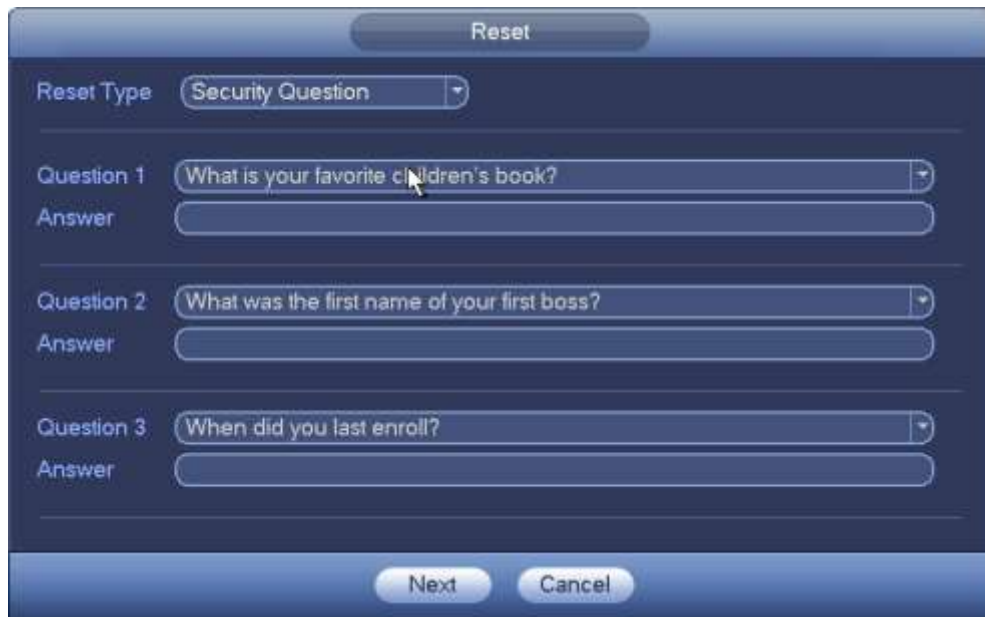 Reset
Reset Type Security Question
Question 1 What is your favorite children's book?
Answer
Question 2 What was the first name of your first boss?
Answer
Question 3 When did you last enroll?
Answer
Next Cancel